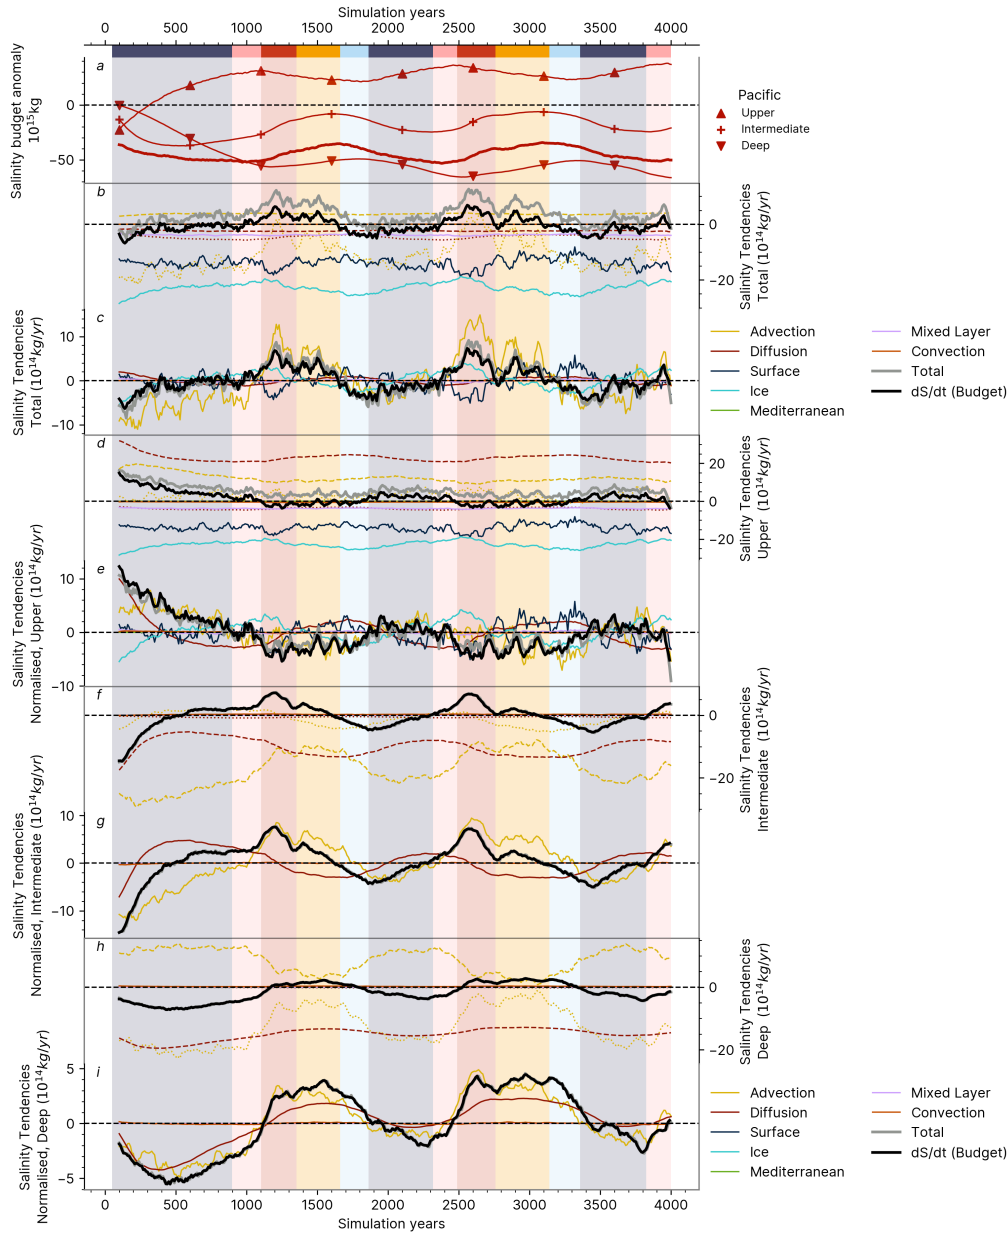 Simulation years
0 500 1000 1500 2000 2500 3000 3500 4000
a
Salinity budget anomaly
10¹⁵kg
0
−50
Pacific
Upper
Intermediate
Deep
b
0
−20
Salinity Tendencies
Total (10¹⁴kg/yr)
c
10
0
−10
Salinity Tendencies
Total (10¹⁴kg/yr)
Advection
Diffusion
Surface
Ice
Mediterranean
Mixed Layer
Convection
Total
dS/dt (Budget)
d
20
0
−20
Salinity Tendencies
Upper (10¹⁴kg/yr)
e
10
0
−10
Salinity Tendencies
Normalised, Upper (10¹⁴kg/yr)
f
0
−20
Salinity Tendencies
Intermediate (10¹⁴kg/yr)
g
10
0
−10
Salinity Tendencies
Normalised, Intermediate (10¹⁴kg/yr)
h
0
−20
Salinity Tendencies
Deep (10¹⁴kg/yr)
i
5
0
−5
Salinity Tendencies
Normalised, Deep (10¹⁴kg/yr)
Advection
Diffusion
Surface
Ice
Mediterranean
Mixed Layer
Convection
Total
dS/dt (Budget)
0 500 1000 1500 2000 2500 3000 3500 4000
Simulation years